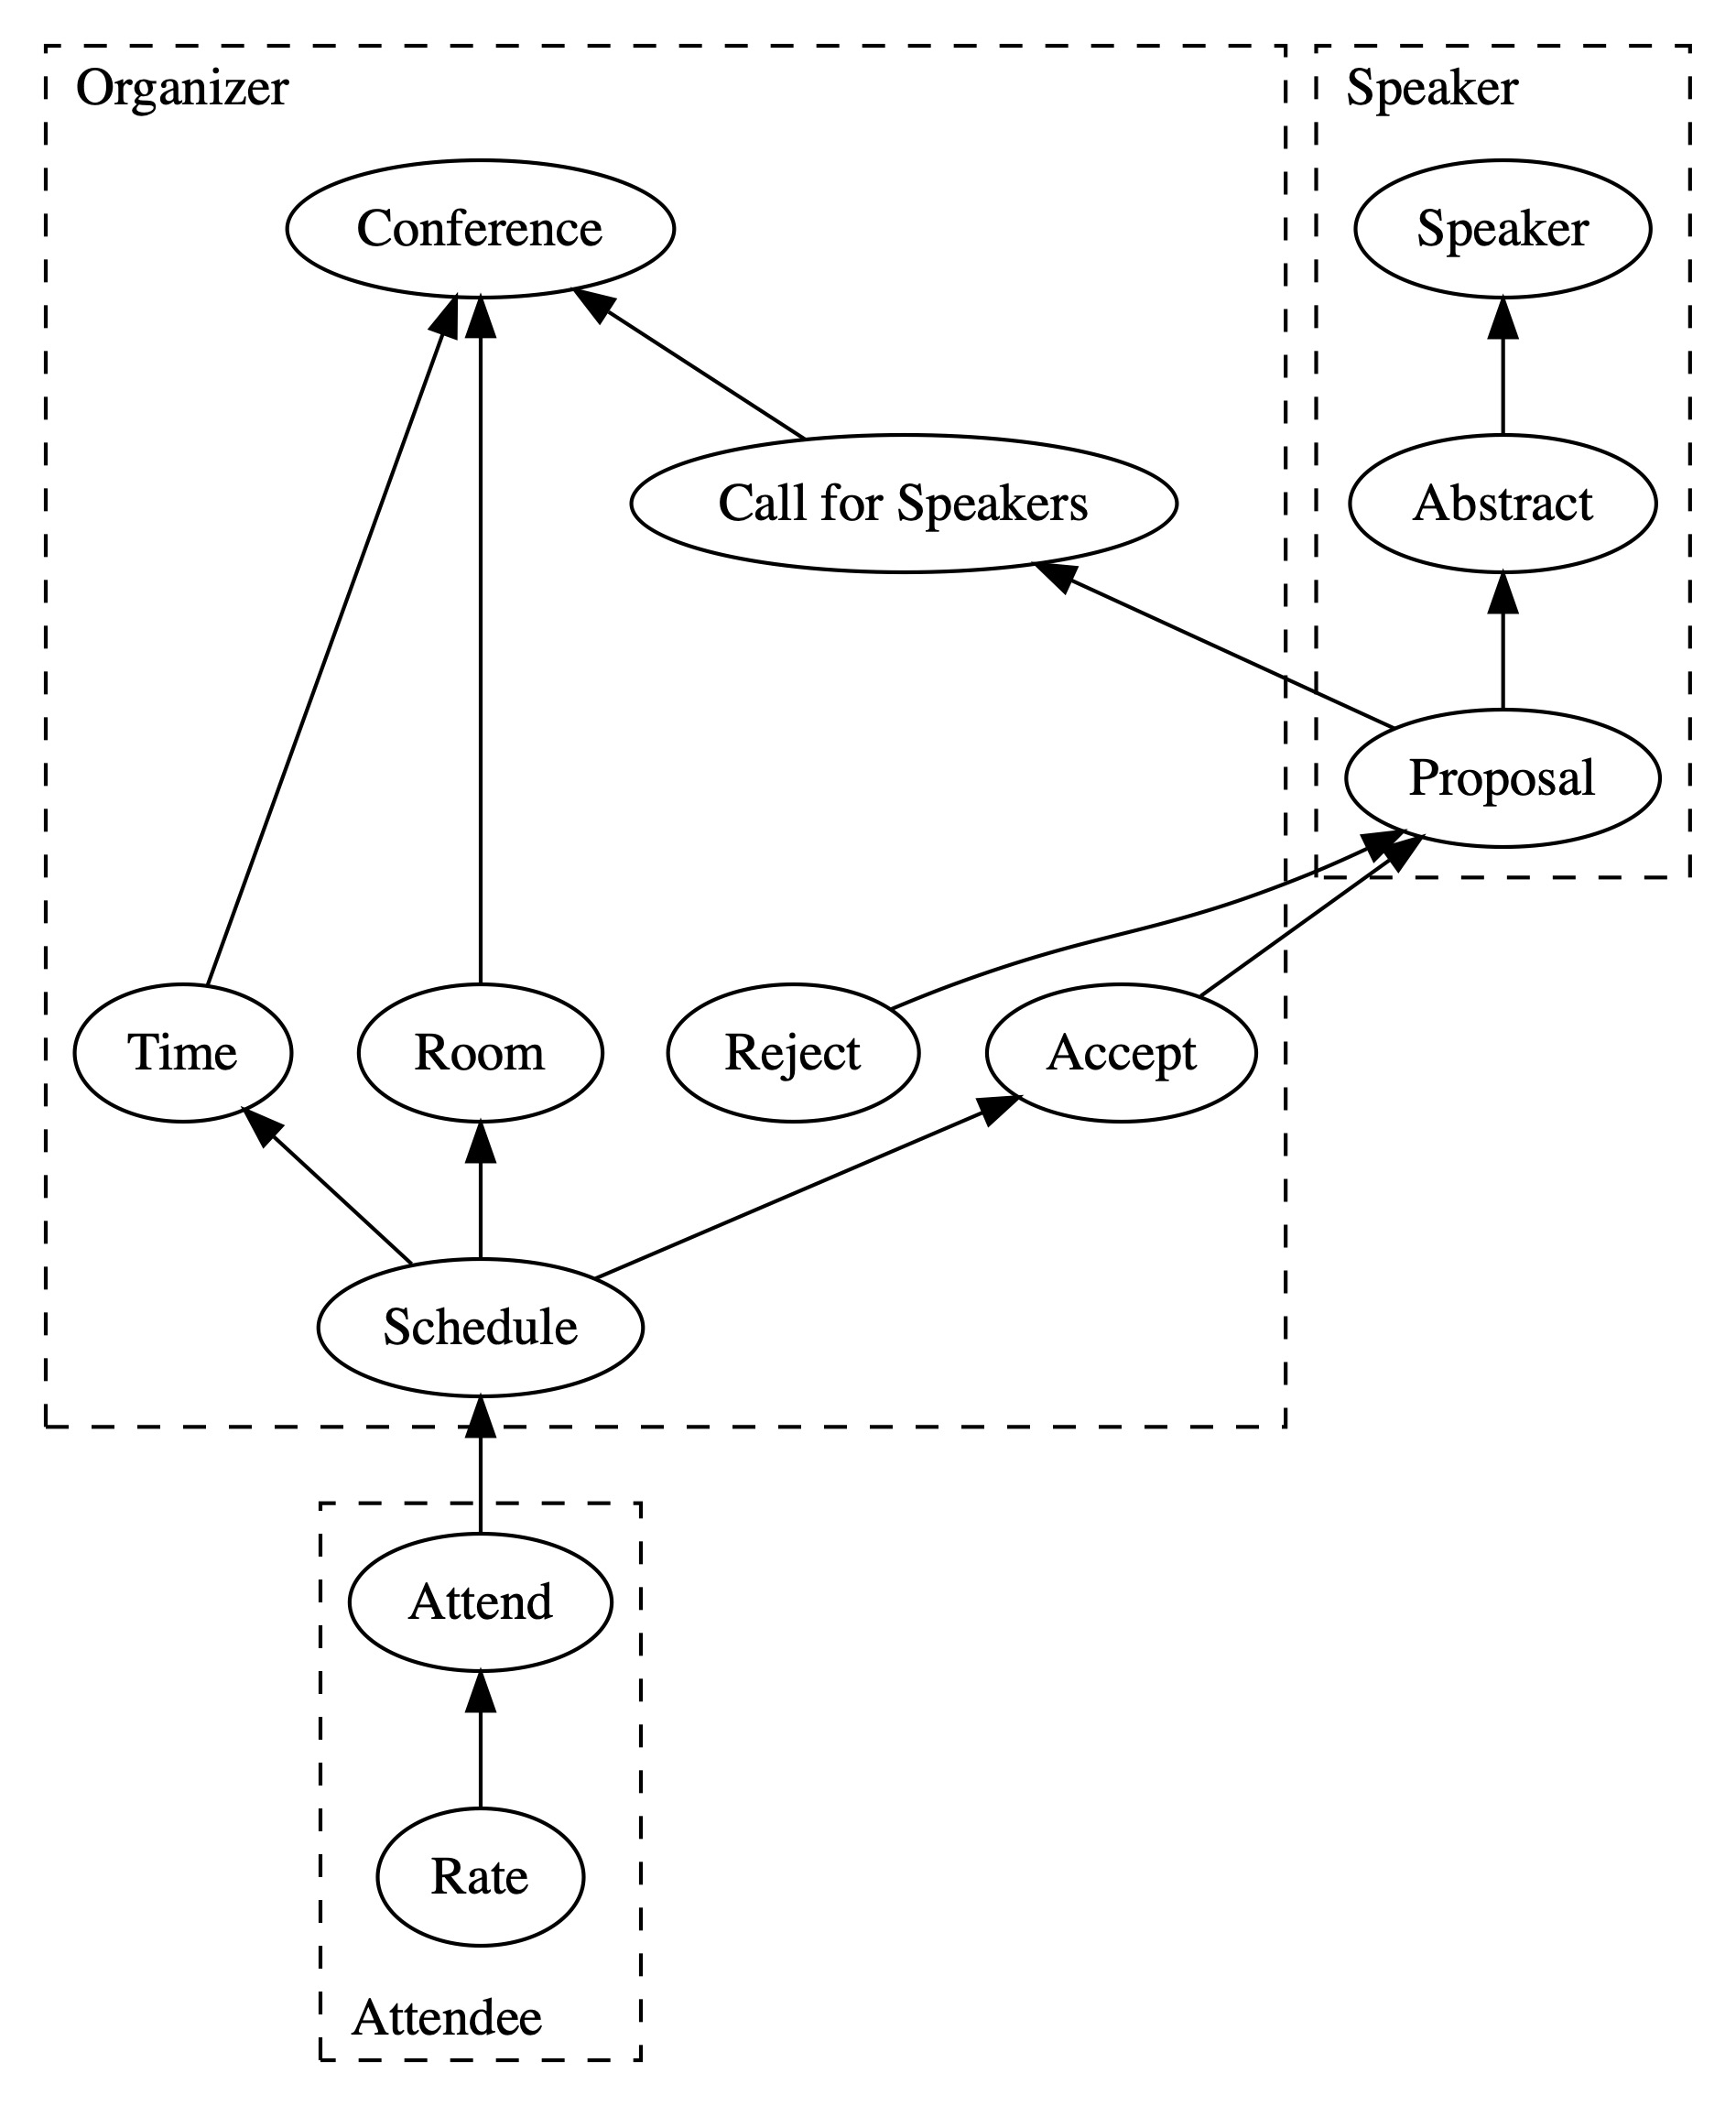 Organizer
Speaker
Conference
Speaker
Call for Speakers
Abstract
Proposal
Time
Room
Reject
Accept
Schedule
Attend
Rate
Attendee